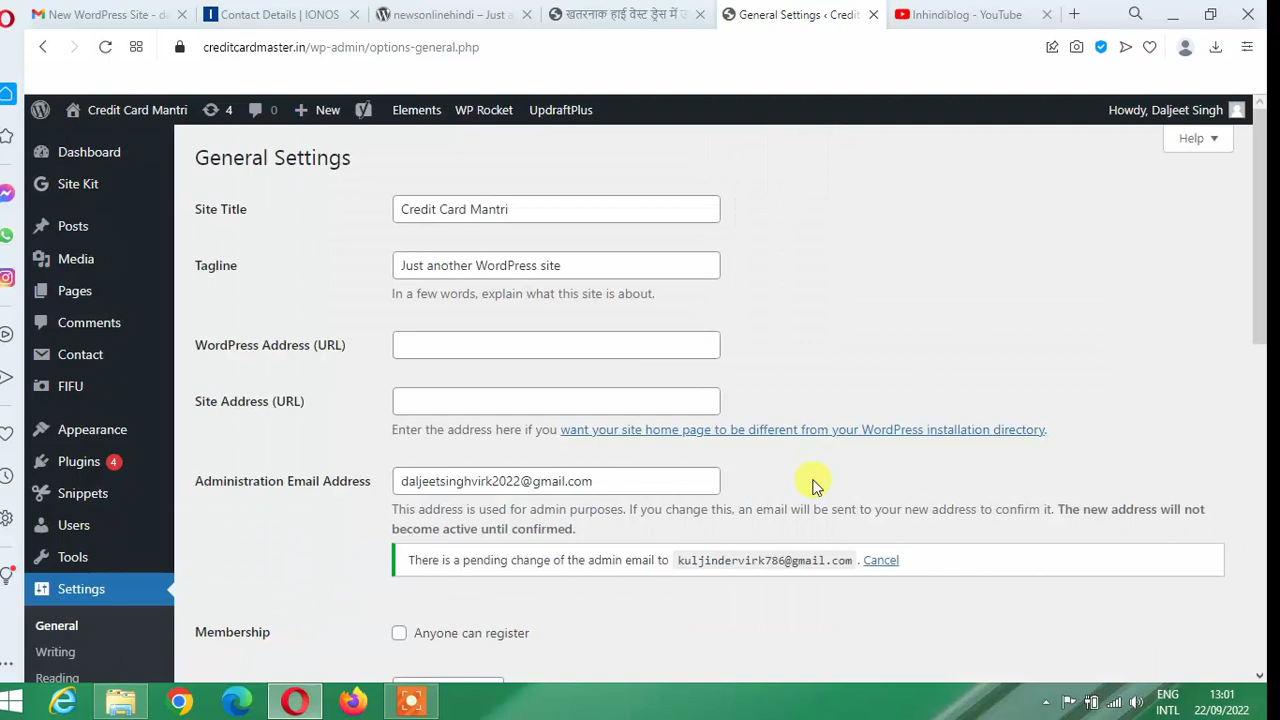 New WordPress Site - da
Contact Details | IONOS
newsonlinehindi – Just a
खतरनाक हाई वेस्ट ड्रेस में ए
General Settings ‹ Credit
Inhindiblog - YouTube
creditcardmaster.in/wp-admin/options-general.php
Credit Card Mantri
4
0
New
Elements
WP Rocket
UpdraftPlus
Howdy, Daljeet Singh
Help
Dashboard
Site Kit
Posts
Media
Pages
Comments
Contact
FIFU
Appearance
Plugins 4
Snippets
Users
Tools
Settings
General
Writing
Reading
General Settings
Site Title
Credit Card Mantri
Tagline
Just another WordPress site
In a few words, explain what this site is about.
WordPress Address (URL)
Site Address (URL)
Enter the address here if you want your site home page to be different from your WordPress installation directory.
Administration Email Address
daljeetsinghvirk2022@gmail.com
This address is used for admin purposes. If you change this, an email will be sent to your new address to confirm it. The new address will not
become active until confirmed.
There is a pending change of the admin email to kuljindervirk786@gmail.com . Cancel
Membership
Anyone can register
ENG
INTL
13:01
22/09/2022